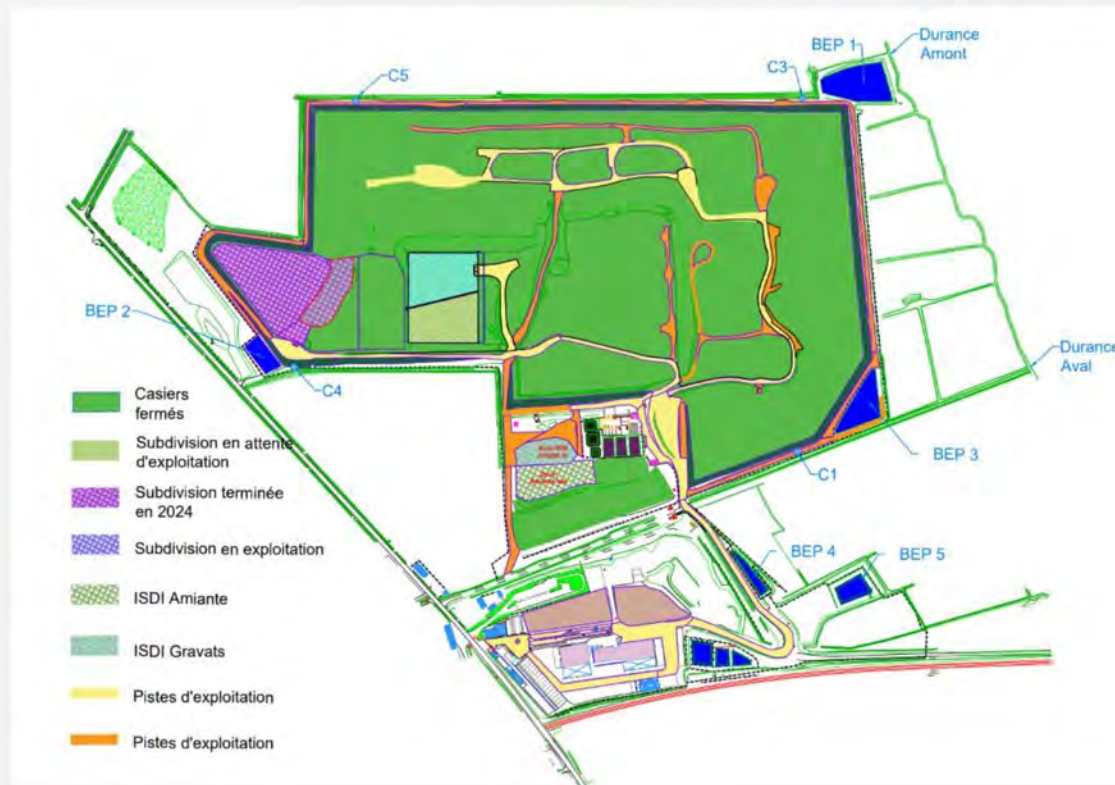 BEP 1
Durance
Amont
C5
C3
BEP 2
C4
Durance
Aval
BEP 3
C1
BEP 4
BEP 5
Casiers
fermés
Subdivision en attente
d'exploitation
Subdivision terminée
en 2024
Subdivision en exploitation
ISDI Amiante
ISDI Gravats
Pistes d'exploitation
Pistes d'exploitation